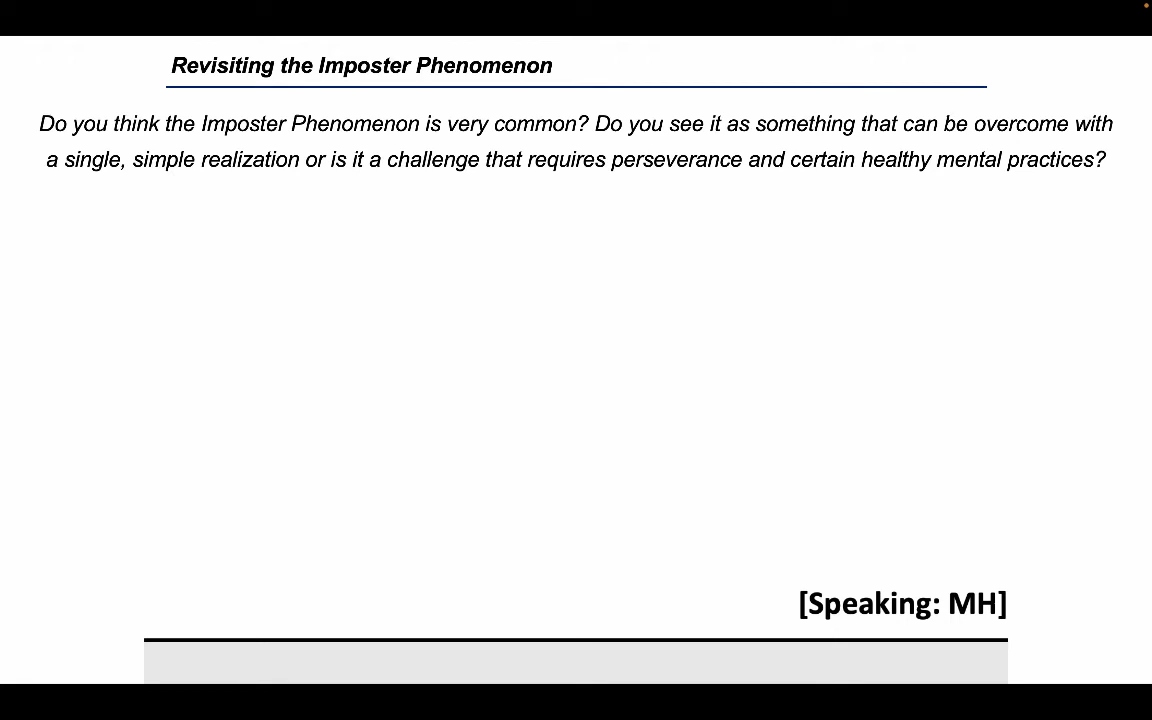 Revisiting the Imposter Phenomenon
Do you think the Imposter Phenomenon is very common? Do you see it as something that can be overcome with
a single, simple realization or is it a challenge that requires perseverance and certain healthy mental practices?
[Speaking: MH]